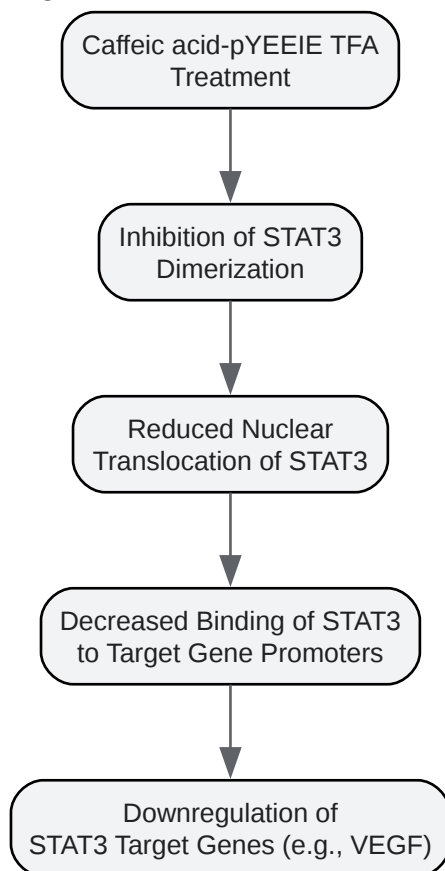 Caffeic acid-pYEEIE TFA
Treatment
Inhibition of STAT3
Dimerization
Reduced Nuclear
Translocation of STAT3
Decreased Binding of STAT3
to Target Gene Promoters
Downregulation of
STAT3 Target Genes (e.g., VEGF)